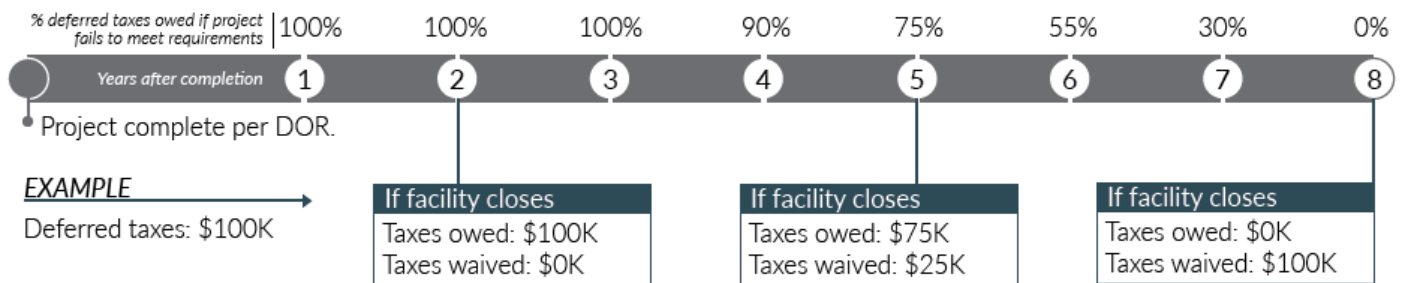 % deferred taxes owed if project
fails to meet requirements
100% 100% 100% 90% 75% 55% 30% 0%
Years after completion 1 2 3 4 5 6 7 8
Project complete per DOR.
EXAMPLE
Deferred taxes: $100K
If facility closes
Taxes owed: $100K
Taxes waived: $0K
If facility closes
Taxes owed: $75K
Taxes waived: $25K
If facility closes
Taxes owed: $0K
Taxes waived: $100K